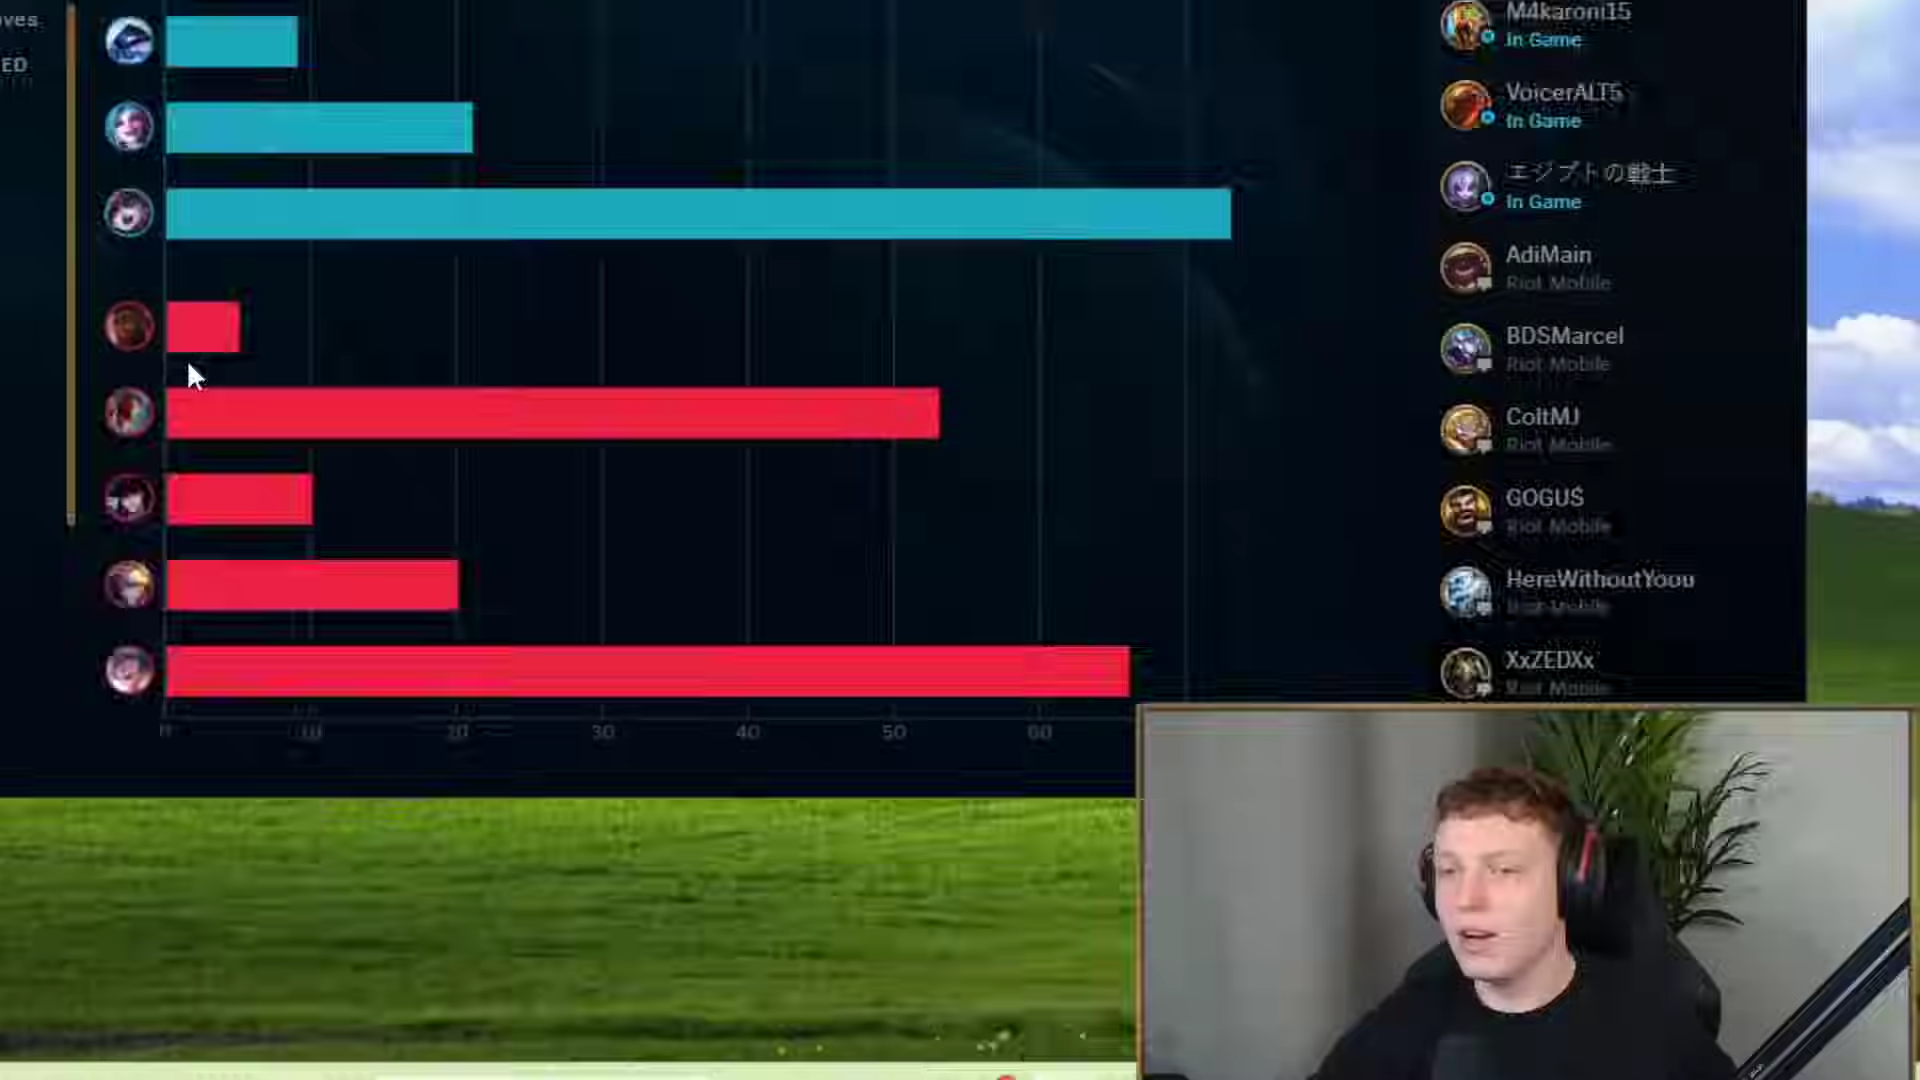 oves
ED
M4karoni15
In Game
VoicerALT5
In Game
エジプトの戦士
In Game
AdiMain
Riot Mobile
BDSMarcel
Riot Mobile
ColtMJ
Riot Mobile
GOGUŚ
Riot Mobile
HereWithoutYoou
Riot Mobile
XxZEDXx
Riot Mobile
0 10 20 30 40 50 60